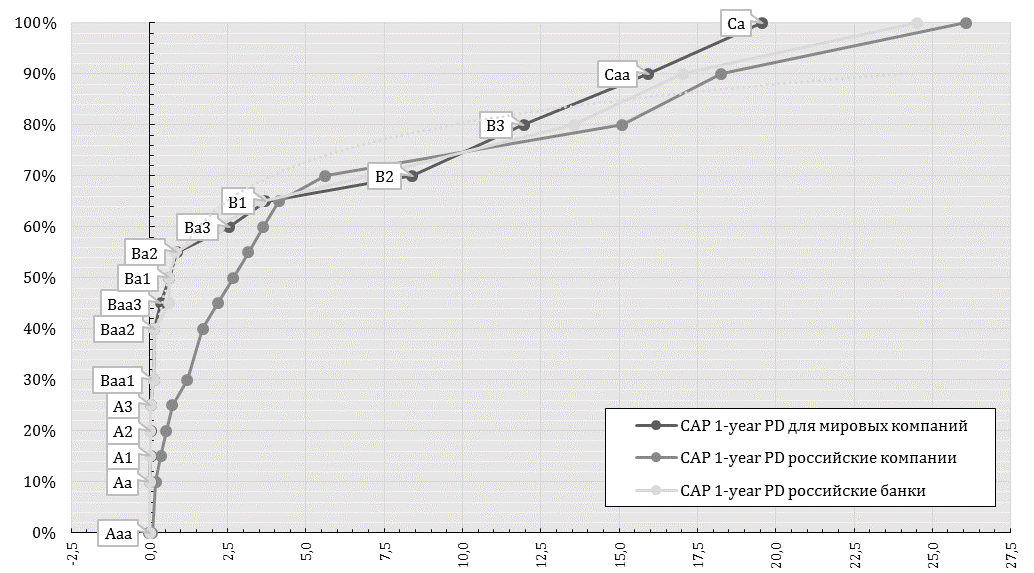 100%
Ca
90%
Caa
80%
B3
70%
B2
B1
60%
Ba3
Ba2
50%
Ba1
Baa3
40%
Baa2
30%
Baa1
A3
20%
A2
A1
10%
Aa
0%
Aaa
CAP 1-year PD для мировых компаний
CAP 1-year PD российские компании
CAP 1-year PD российские банки
-2,5 0,0 2,5 5,0 7,5 10,0 12,5 15,0 17,5 20,0 22,5 25,0 27,5